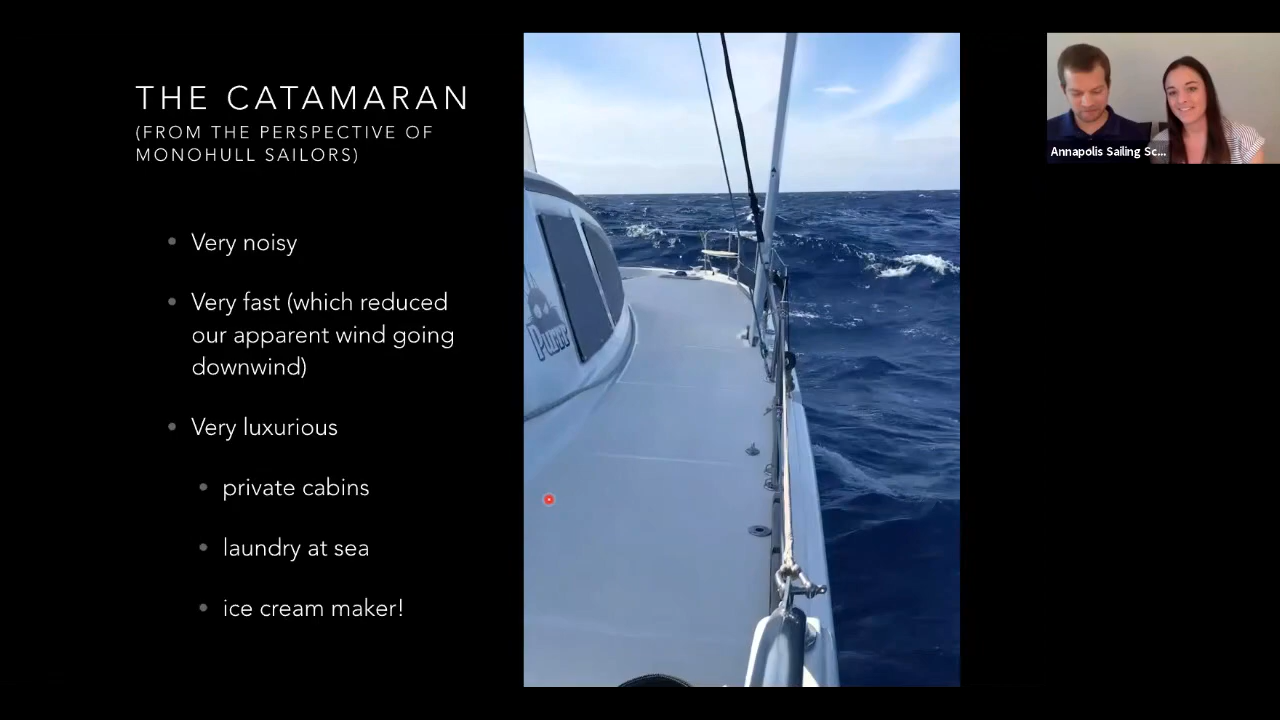 THE CATAMARAN
(FROM THE PERSPECTIVE OF
MONOHULL SAILORS)
Very noisy
Very fast (which reduced
our apparent wind going
downwind)
Very luxurious
private cabins
laundry at sea
ice cream maker!
Purrr
Annapolis Sailing Sc...